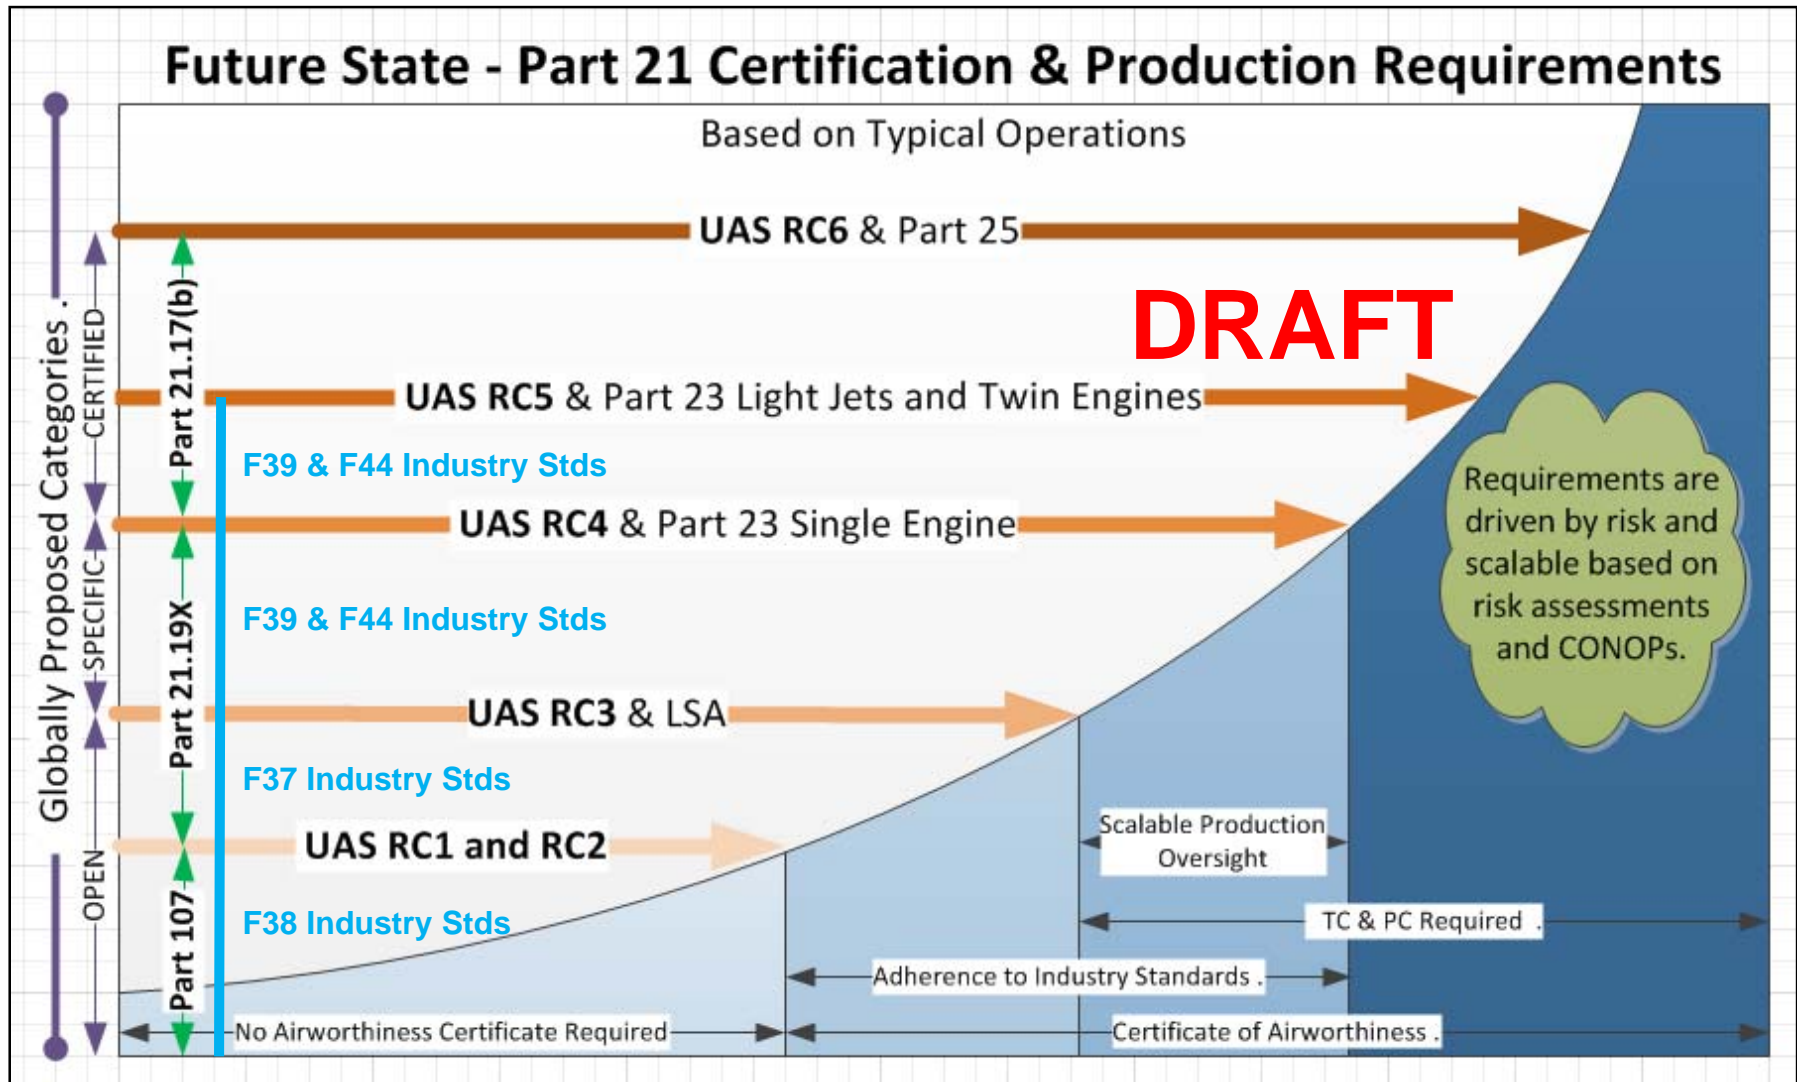 Future State - Part 21 Certification & Production Requirements
Based on Typical Operations
UAS RC6 & Part 25
DRAFT
UAS RC5 & Part 23 Light Jets and Twin Engines
F39 & F44 Industry Stds
UAS RC4 & Part 23 Single Engine
F39 & F44 Industry Stds
UAS RC3 & LSA
F37 Industry Stds
UAS RC1 and RC2
F38 Industry Stds
Globally Proposed Categories .
CERTIFIED
SPECIFIC
OPEN
Part 21.17(b)
Part 21.19X
Part 107
Requirements are
driven by risk and
scalable based on
risk assessments
and CONOPs.
Scalable Production
Oversight
TC & PC Required .
Adherence to Industry Standards .
No Airworthiness Certificate Required
Certificate of Airworthiness .